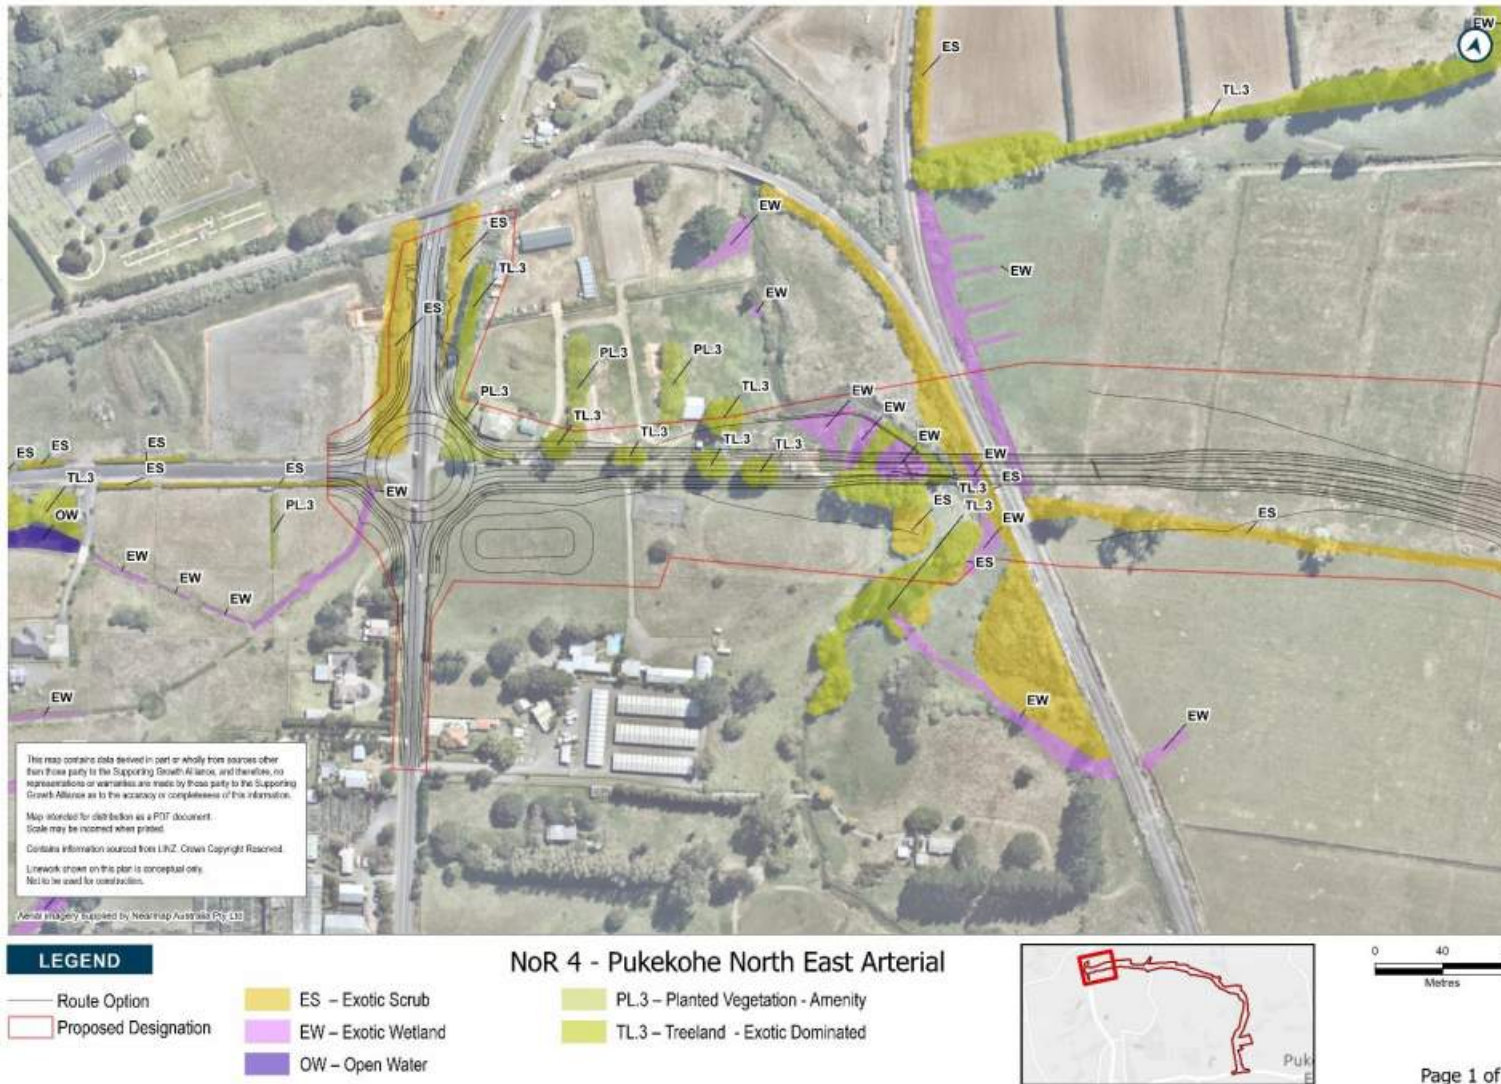 EW
ES
TL.3
EW
ES
EW
TL.3
EW
ES
PL.3
PL.3
TL.3
PL.3
EW
EW
TL.3
TL.3
EW
TL.3
TL.3
ES
ES
ES
ES
ES
ES
EW
TL.3
EW
TL.3
PL.3
ES
TL.3
ES
OW
EW
EW
ES
EW
EW
EW
EW
EW
EW
This map contains data derived in part or wholly from sources other
than those party to the Supporting Growth Alliance, and therefore, no
representations or warranties are made by those party to the Supporting
Growth Alliance as to the accuracy or completeness of this information.
Map intended for distribution as a PDF document.
Scale may be incorrect when printed.
Contains information sourced from LINZ. Crown Copyright Reserved.
Linework shown on this plan is conceptual only.
Not to be used for construction.
Aerial imagery supplied by Nearmap Australia Pty Ltd
LEGEND
Route Option
Proposed Designation
ES – Exotic Scrub
EW – Exotic Wetland
OW – Open Water
NoR 4 - Pukekohe North East Arterial
PL.3 – Planted Vegetation - Amenity
TL.3 – Treeland - Exotic Dominated
Puk
E
0 40
Metres
Page 1 of